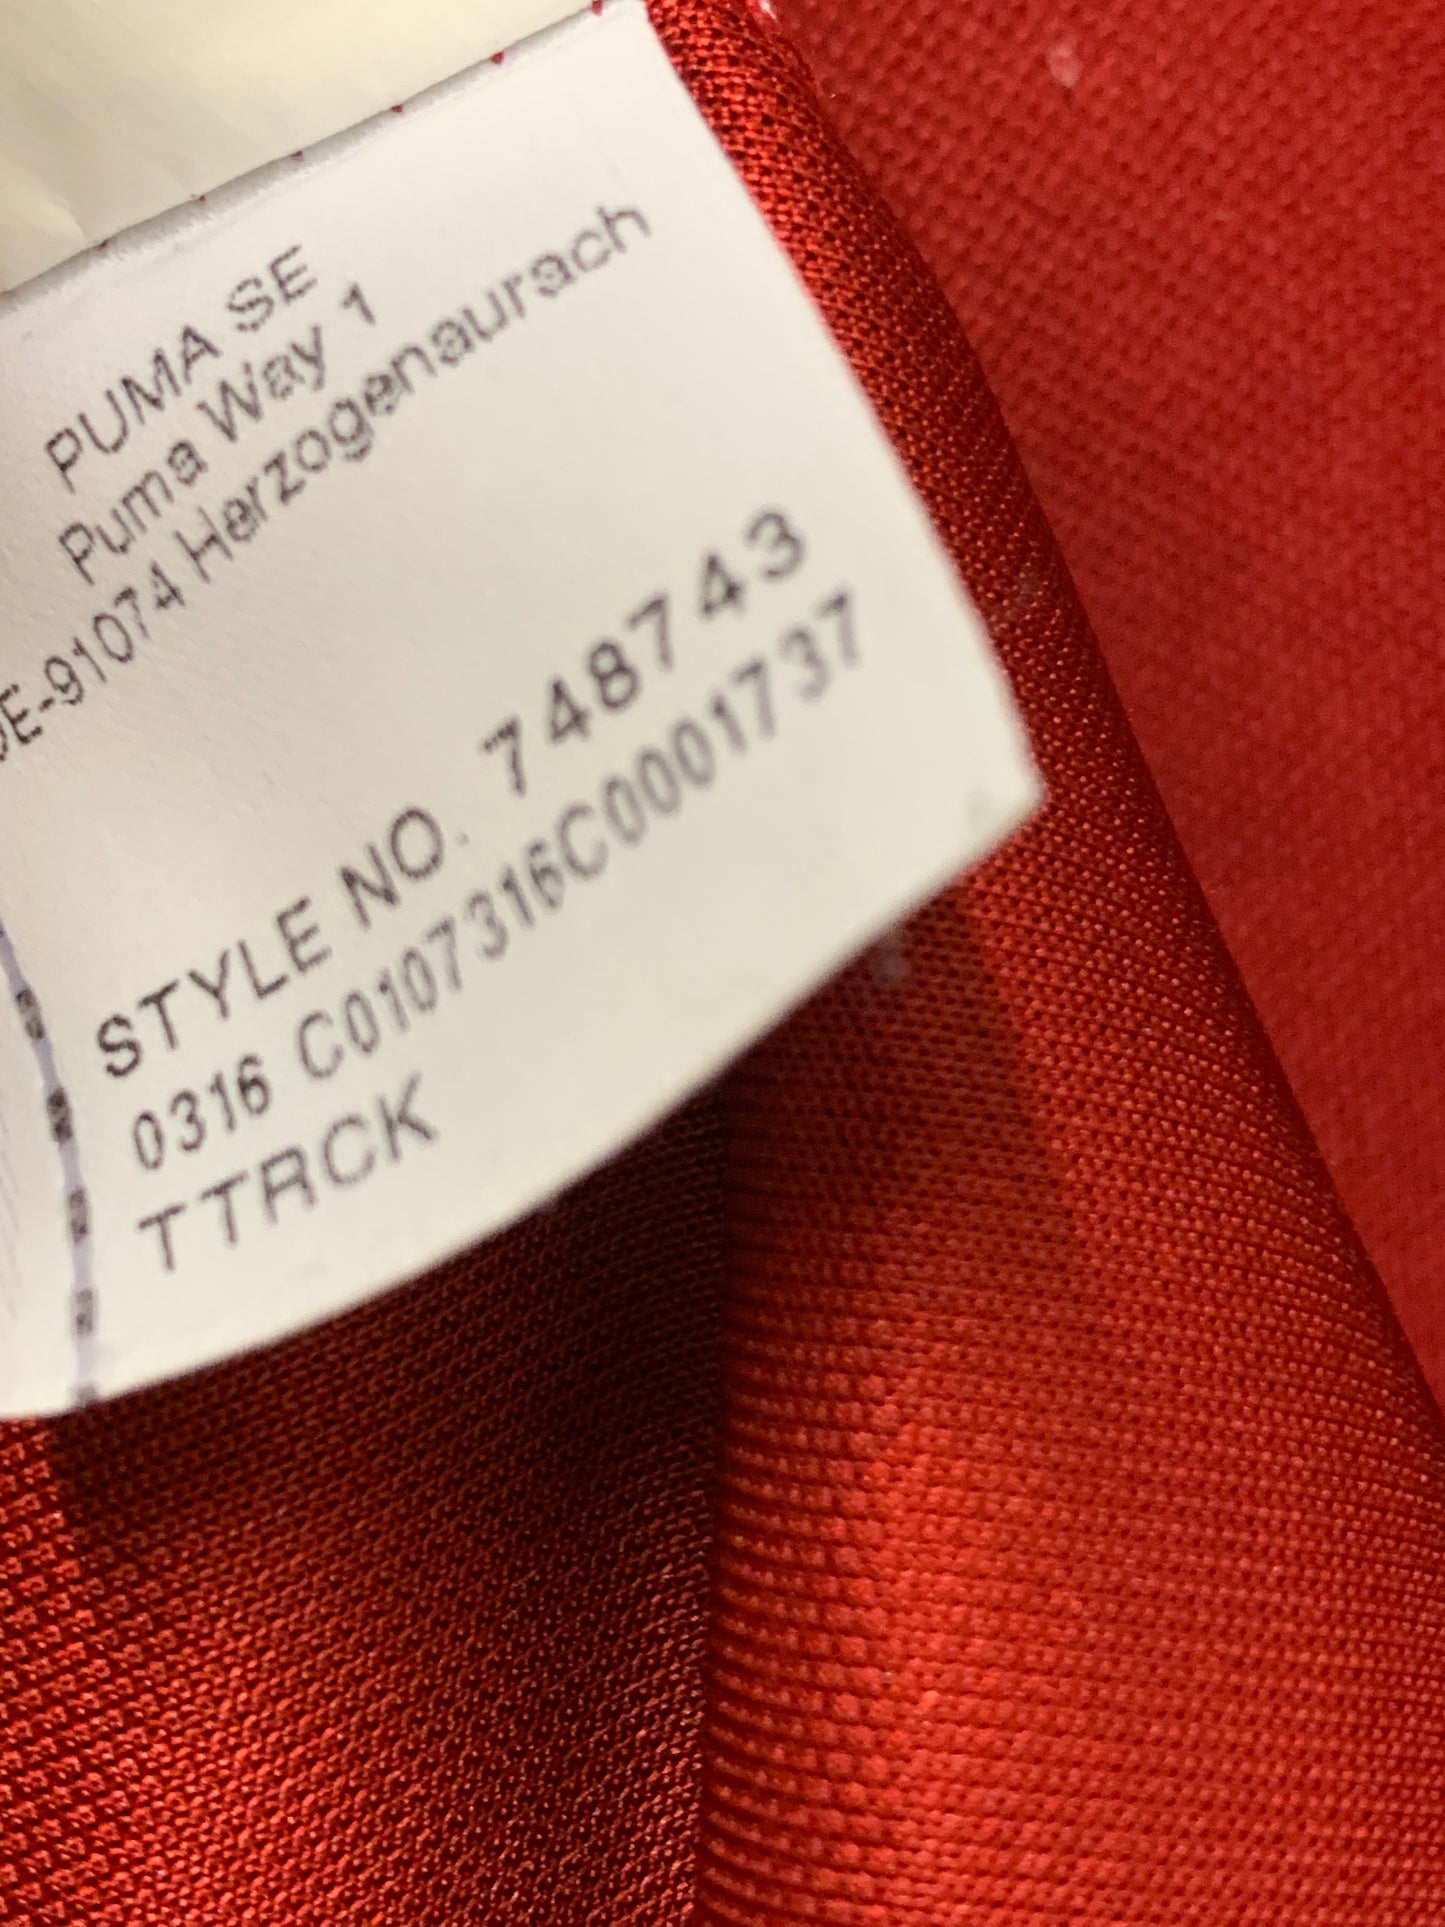 PUMA SE
Puma Way 1
DE-91074 Herzogenaurach
STYLE NO. 748743
0316 C0107316C0001737
TTRCK